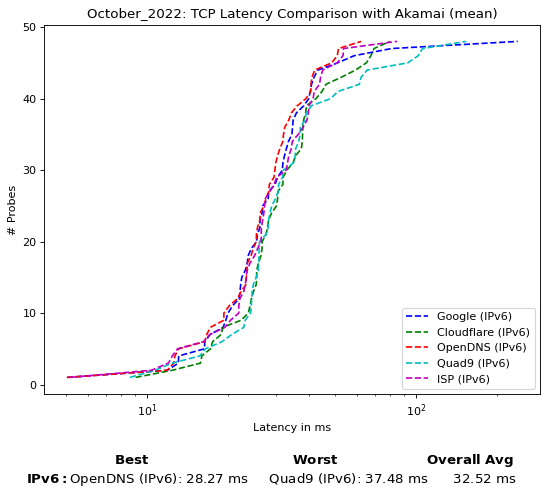 October_2022: TCP Latency Comparison with Akamai (mean)
50
40
30
20
10
0
# Probes
10¹
10²
Latency in ms
Google (IPv6)
Cloudflare (IPv6)
OpenDNS (IPv6)
Quad9 (IPv6)
ISP (IPv6)
Best Worst Overall Avg
IPv6: OpenDNS (IPv6): 28.27 ms Quad9 (IPv6): 37.48 ms 32.52 ms